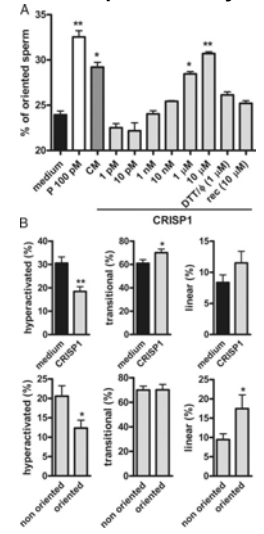 A
% of oriented sperm
35
30
25
20
**
*
*
**
medium
P 100 pM
CM
1 pM
10 pM
1 nM
10 nM
1 µM
10 µM
DTT/ϕ (1 µM)
rec (10 µM)
CRISP1
B
hyperactivated (%)
40
30
20
10
0
**
medium
CRISP1
transitional (%)
100
80
60
40
20
0
*
medium
CRISP1
linear (%)
15
10
5
0
medium
CRISP1
hyperactivated (%)
25
20
15
10
5
0
*
non oriented
oriented
transitional (%)
80
60
40
20
0
non oriented
oriented
linear (%)
25
20
15
10
5
0
*
non oriented
oriented